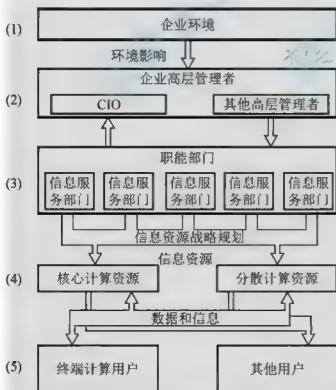 (1)
企业环境
环境影响
企业高层管理者
(2)
CIO
其他高层管理者
职能部门
(3)
信息服务部门
信息服务部门
信息服务部门
信息服务部门
信息服务部门
信息资源战略规划
信息资源
(4)
核心计算资源
分散计算资源
数据和信息
(5)
终端计算用户
其他用户